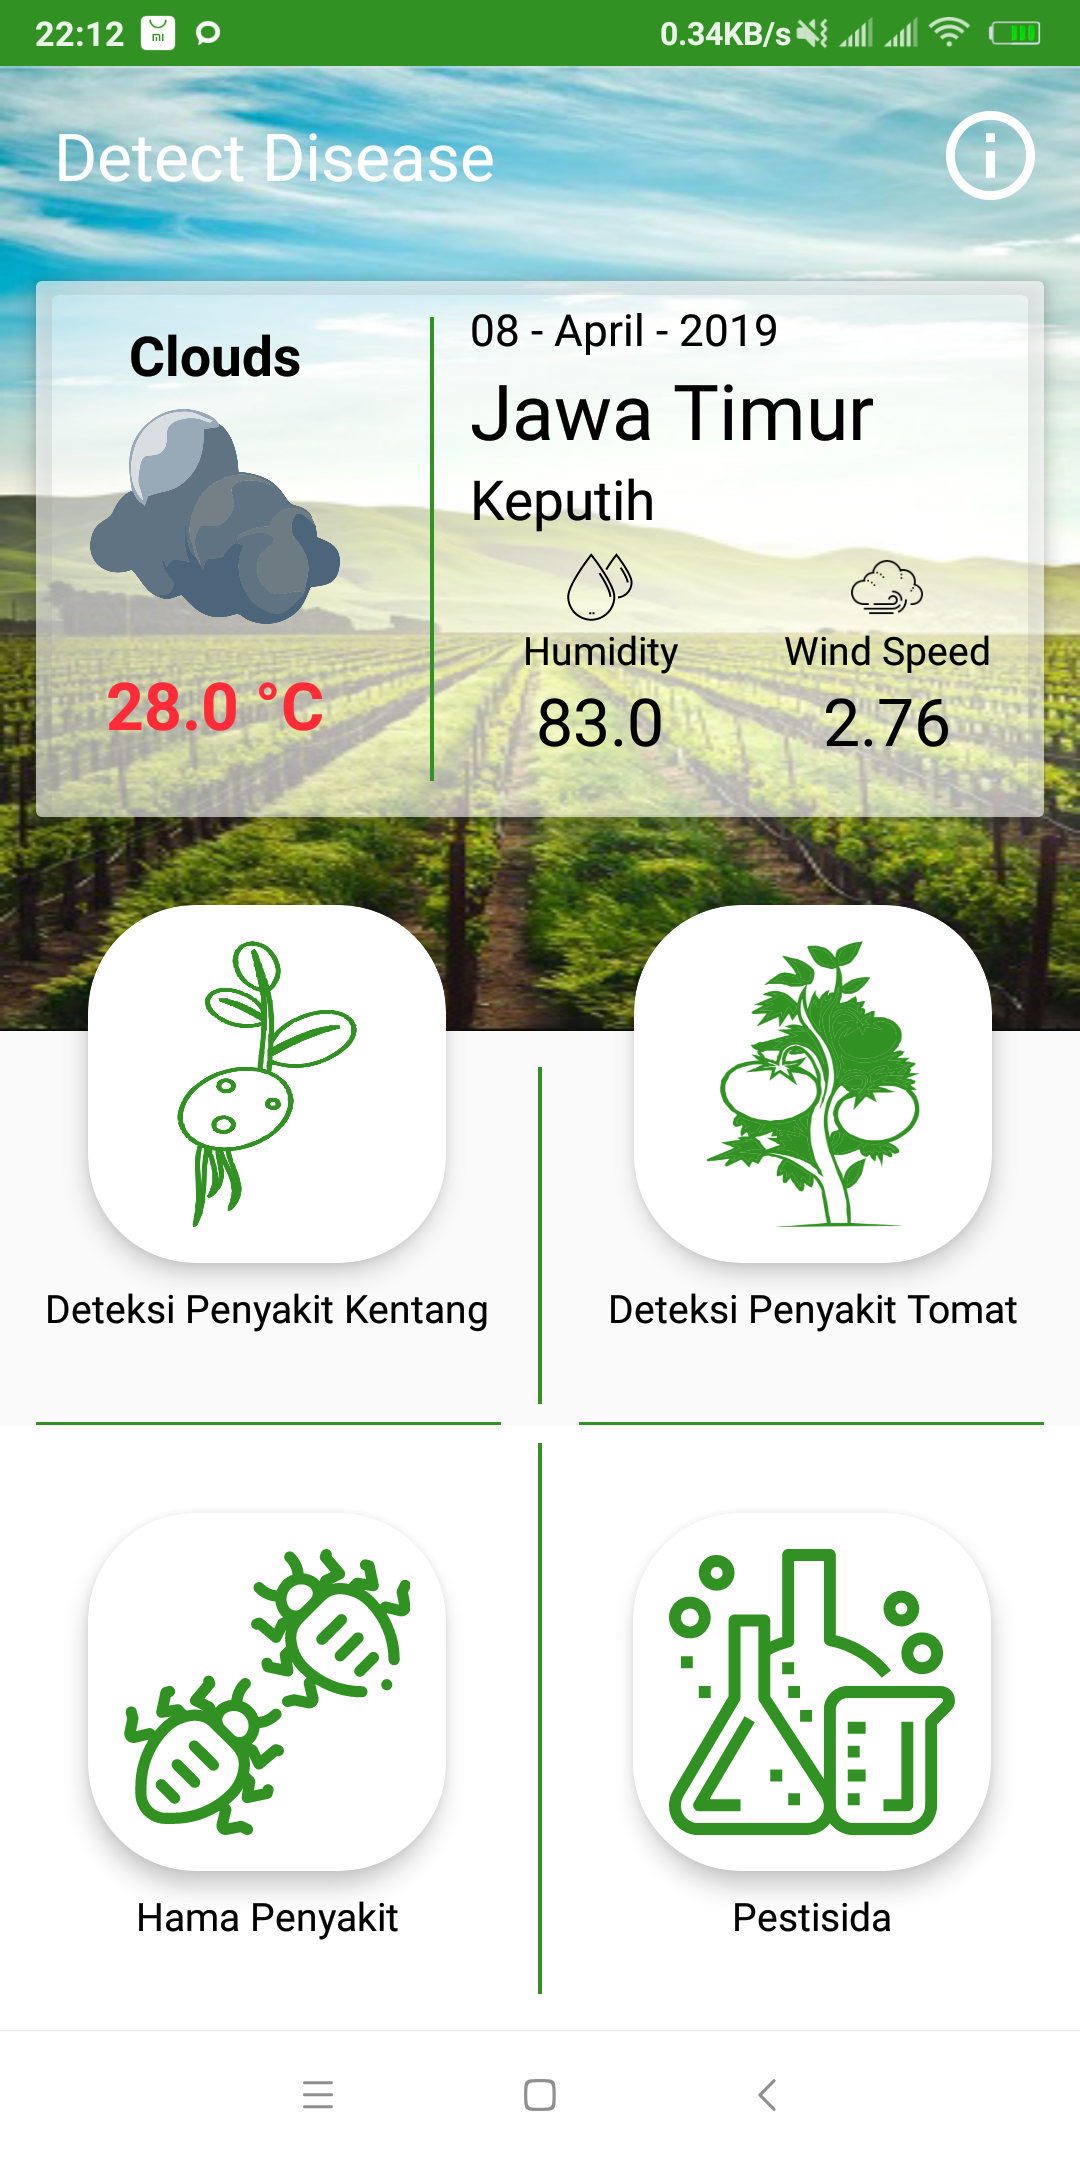 22:12
mi
0.34KB/s
Detect Disease
Clouds
08 - April - 2019
Jawa Timur
Keputih
Humidity
Wind Speed
28.0 °C
83.0
2.76
Deteksi Penyakit Kentang
Deteksi Penyakit Tomat
Hama Penyakit
Pestisida